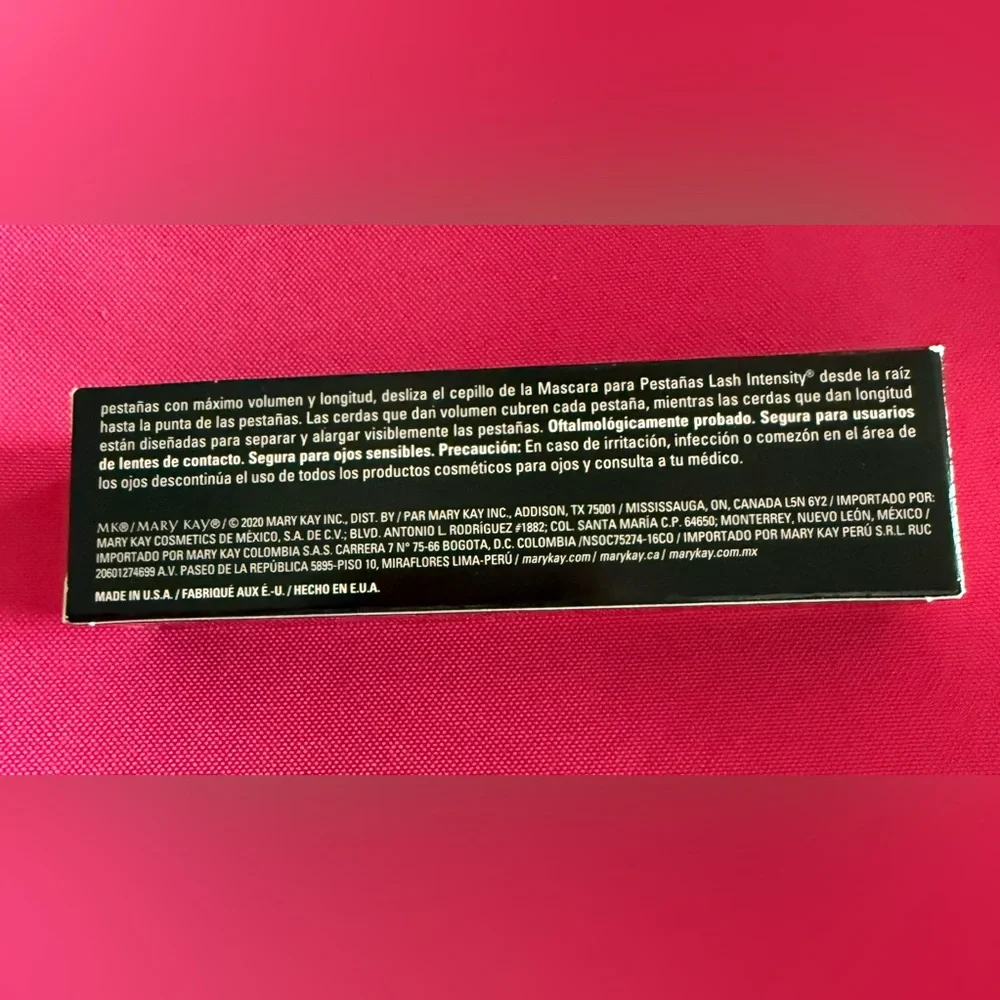 pestañas con máximo volumen y longitud, desliza el cepillo de la Mascara para Pestañas Lash Intensity® desde la raíz
hasta la punta de las pestañas. Las cerdas que dan volumen cubren cada pestaña, mientras las cerdas que dan longitud
están diseñadas para separar y alargar visiblemente las pestañas. Oftalmológicamente probado. Segura para usuarios
de lentes de contacto. Segura para ojos sensibles. Precaución: En caso de irritación, infección o comezón en el área de
los ojos descontinúa el uso de todos los productos cosméticos para ojos y consulta a tu médico.
MK®/MARY KAY®/© 2020 MARY KAY INC., DIST. BY / PAR MARY KAY INC., ADDISON, TX 75001 / MISSISSAUGA, ON, CANADA L5N 6Y2 / IMPORTADO POR:
MARY KAY COSMETICS DE MÉXICO, S.A. DE C.V.; BLVD. ANTONIO L. RODRÍGUEZ #1882; COL. SANTA MARÍA C.P. 64650; MONTERREY, NUEVO LEÓN, MÉXICO /
IMPORTADO POR MARY KAY COLOMBIA S.A.S. CARRERA 7 N° 75-66 BOGOTA, D.C. COLOMBIA /NSOC75274-16CO / IMPORTADO POR MARY KAY PERÚ S.R.L. RUC
20601274699 A.V. PASEO DE LA REPÚBLICA 5895-PISO 10, MIRAFLORES LIMA-PERÚ / marykay.com / marykay.ca / marykay.com.mx
MADE IN U.S.A. / FABRIQUÉ AUX É.-U. / HECHO EN E.U.A.